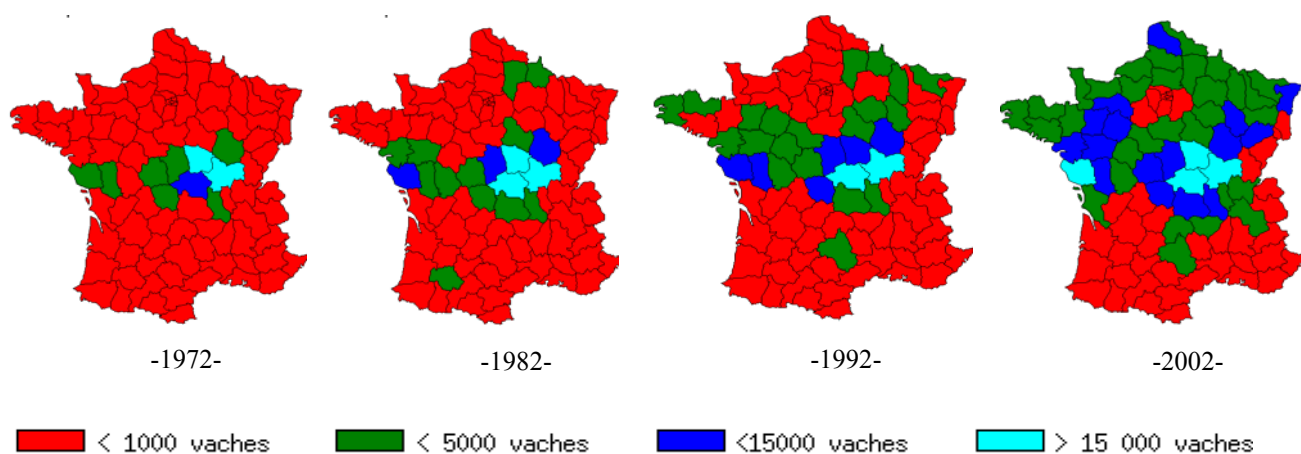 -1972-
-1982-
-1992-
-2002-
< 1000 vaches
< 5000 vaches
<15000 vaches
> 15 000 vaches